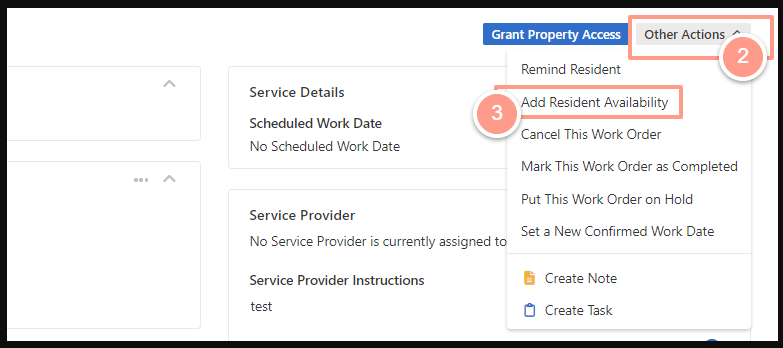 Grant Property Access
Other Actions
2
Remind Resident
3
Add Resident Availability
Cancel This Work Order
Mark This Work Order as Completed
Put This Work Order on Hold
Set a New Confirmed Work Date
Create Note
Create Task
Service Details
Scheduled Work Date
No Scheduled Work Date
Service Provider
No Service Provider is currently assigned to
Service Provider Instructions
test